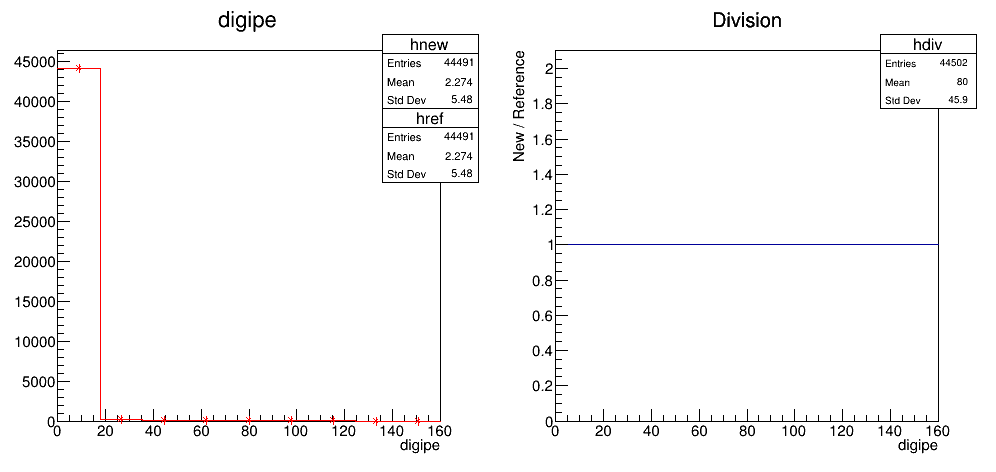 digipe
hnew
Entries 44491
Mean 2.274
Std Dev 5.48
href
Entries 44491
Mean 2.274
Std Dev 5.48
45000
40000
35000
30000
25000
20000
15000
10000
5000
0
0 20 40 60 80 100 120 140 160
digipe
Division
hdiv
Entries 44502
Mean 80
Std Dev 45.9
New / Reference
2
1.8
1.6
1.4
1.2
1
0.8
0.6
0.4
0.2
0
0 20 40 60 80 100 120 140 160
digipe